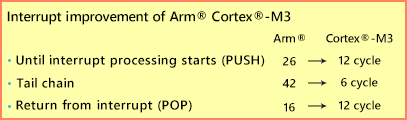 Interrupt improvement of Arm® Cortex®-M3
Arm® Cortex®-M3
• Until interrupt processing starts (PUSH) 26 → 12 cycle
• Tail chain 42 → 6 cycle
• Return from interrupt (POP) 16 → 12 cycle